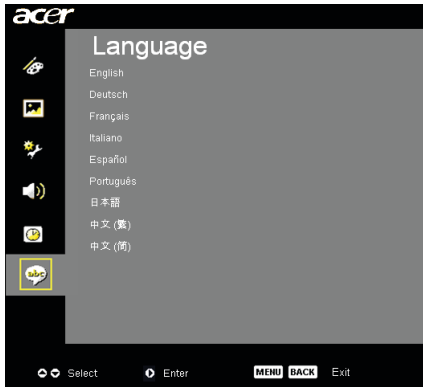 acer
Language
English
Deutsch
Français
Italiano
Español
Português
日本語
中文 (繁)
中文 (简)
abc
Select Enter MENU BACK Exit